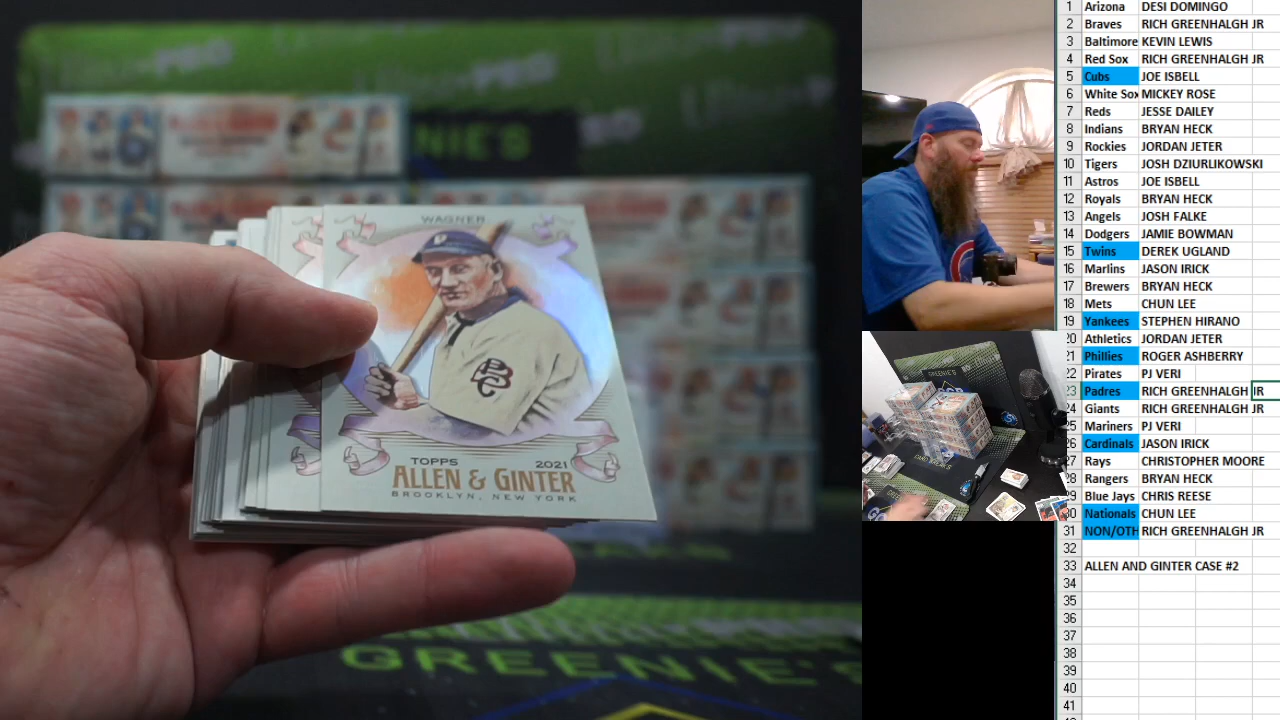 WAGNER
PBC
TOPPS 2021
ALLEN & GINTER
BROOKLYN, NEW YORK
GREENIE'S
1 Arizona DESI DOMINGO
2 Braves RICH GREENHALGH JR
3 Baltimore KEVIN LEWIS
4 Red Sox RICH GREENHALGH JR
5 Cubs JOE ISBELL
6 White Sox MICKEY ROSE
7 Reds JESSE DAILEY
8 Indians BRYAN HECK
9 Rockies JORDAN JETER
10 Tigers JOSH DZIURLIKOWSKI
11 Astros JOE ISBELL
12 Royals BRYAN HECK
13 Angels JOSH FALKE
14 Dodgers JAMIE BOWMAN
15 Twins DEREK UGLAND
16 Marlins JASON IRICK
17 Brewers BRYAN HECK
18 Mets CHUN LEE
19 Yankees STEPHEN HIRANO
20 Athletics JORDAN JETER
21 Phillies ROGER ASHBERRY
22 Pirates PJ VERI
23 Padres RICH GREENHALGH JR
24 Giants RICH GREENHALGH JR
25 Mariners PJ VERI
26 Cardinals JASON IRICK
27 Rays CHRISTOPHER MOORE
28 Rangers BRYAN HECK
29 Blue Jays CHRIS REESE
30 Nationals CHUN LEE
31 NON/OTH RICH GREENHALGH JR
32
33 ALLEN AND GINTER CASE #2
34
35
36
37
38
39
40
41